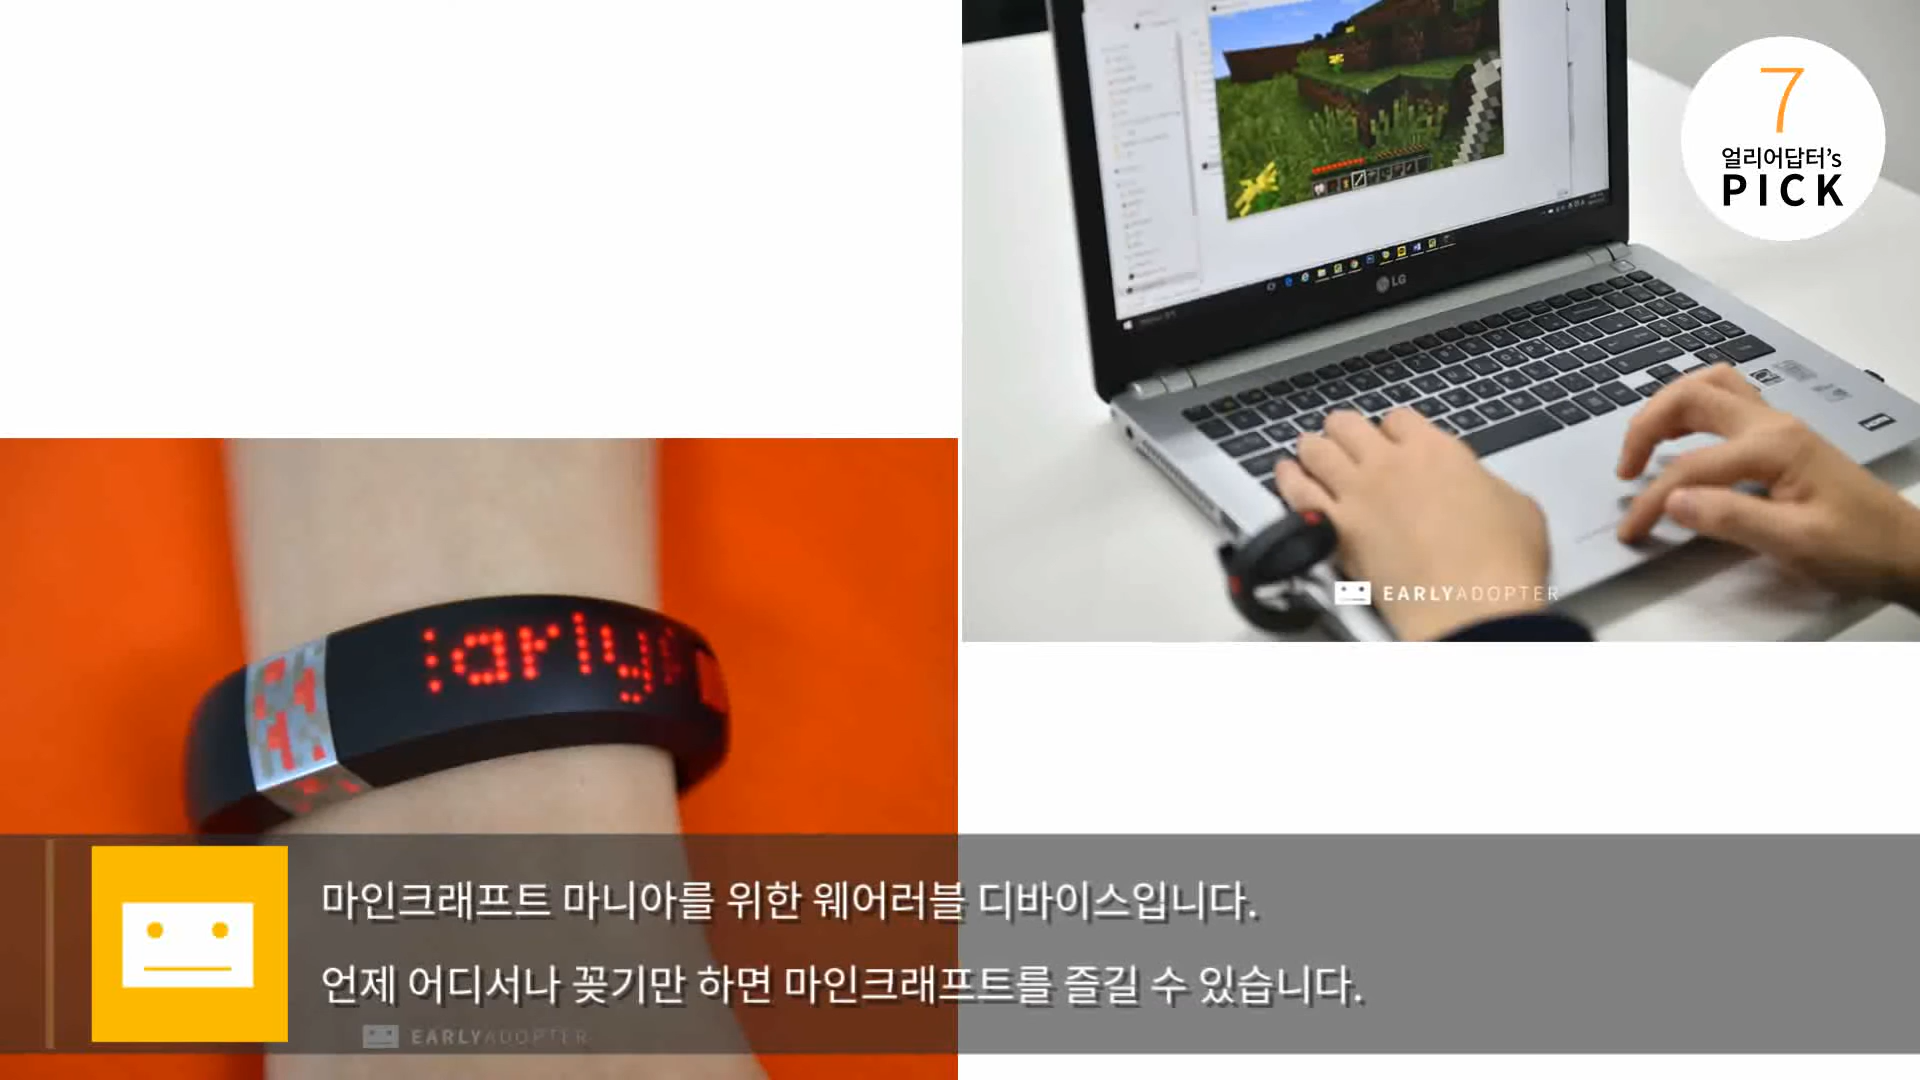 7
얼리어답터's
PICK
LG
EARLYADOPTER
arly
마인크래프트 마니아를 위한 웨어러블 디바이스입니다.
언제 어디서나 꽂기만 하면 마인크래프트를 즐길 수 있습니다.
EARLYADOPTER